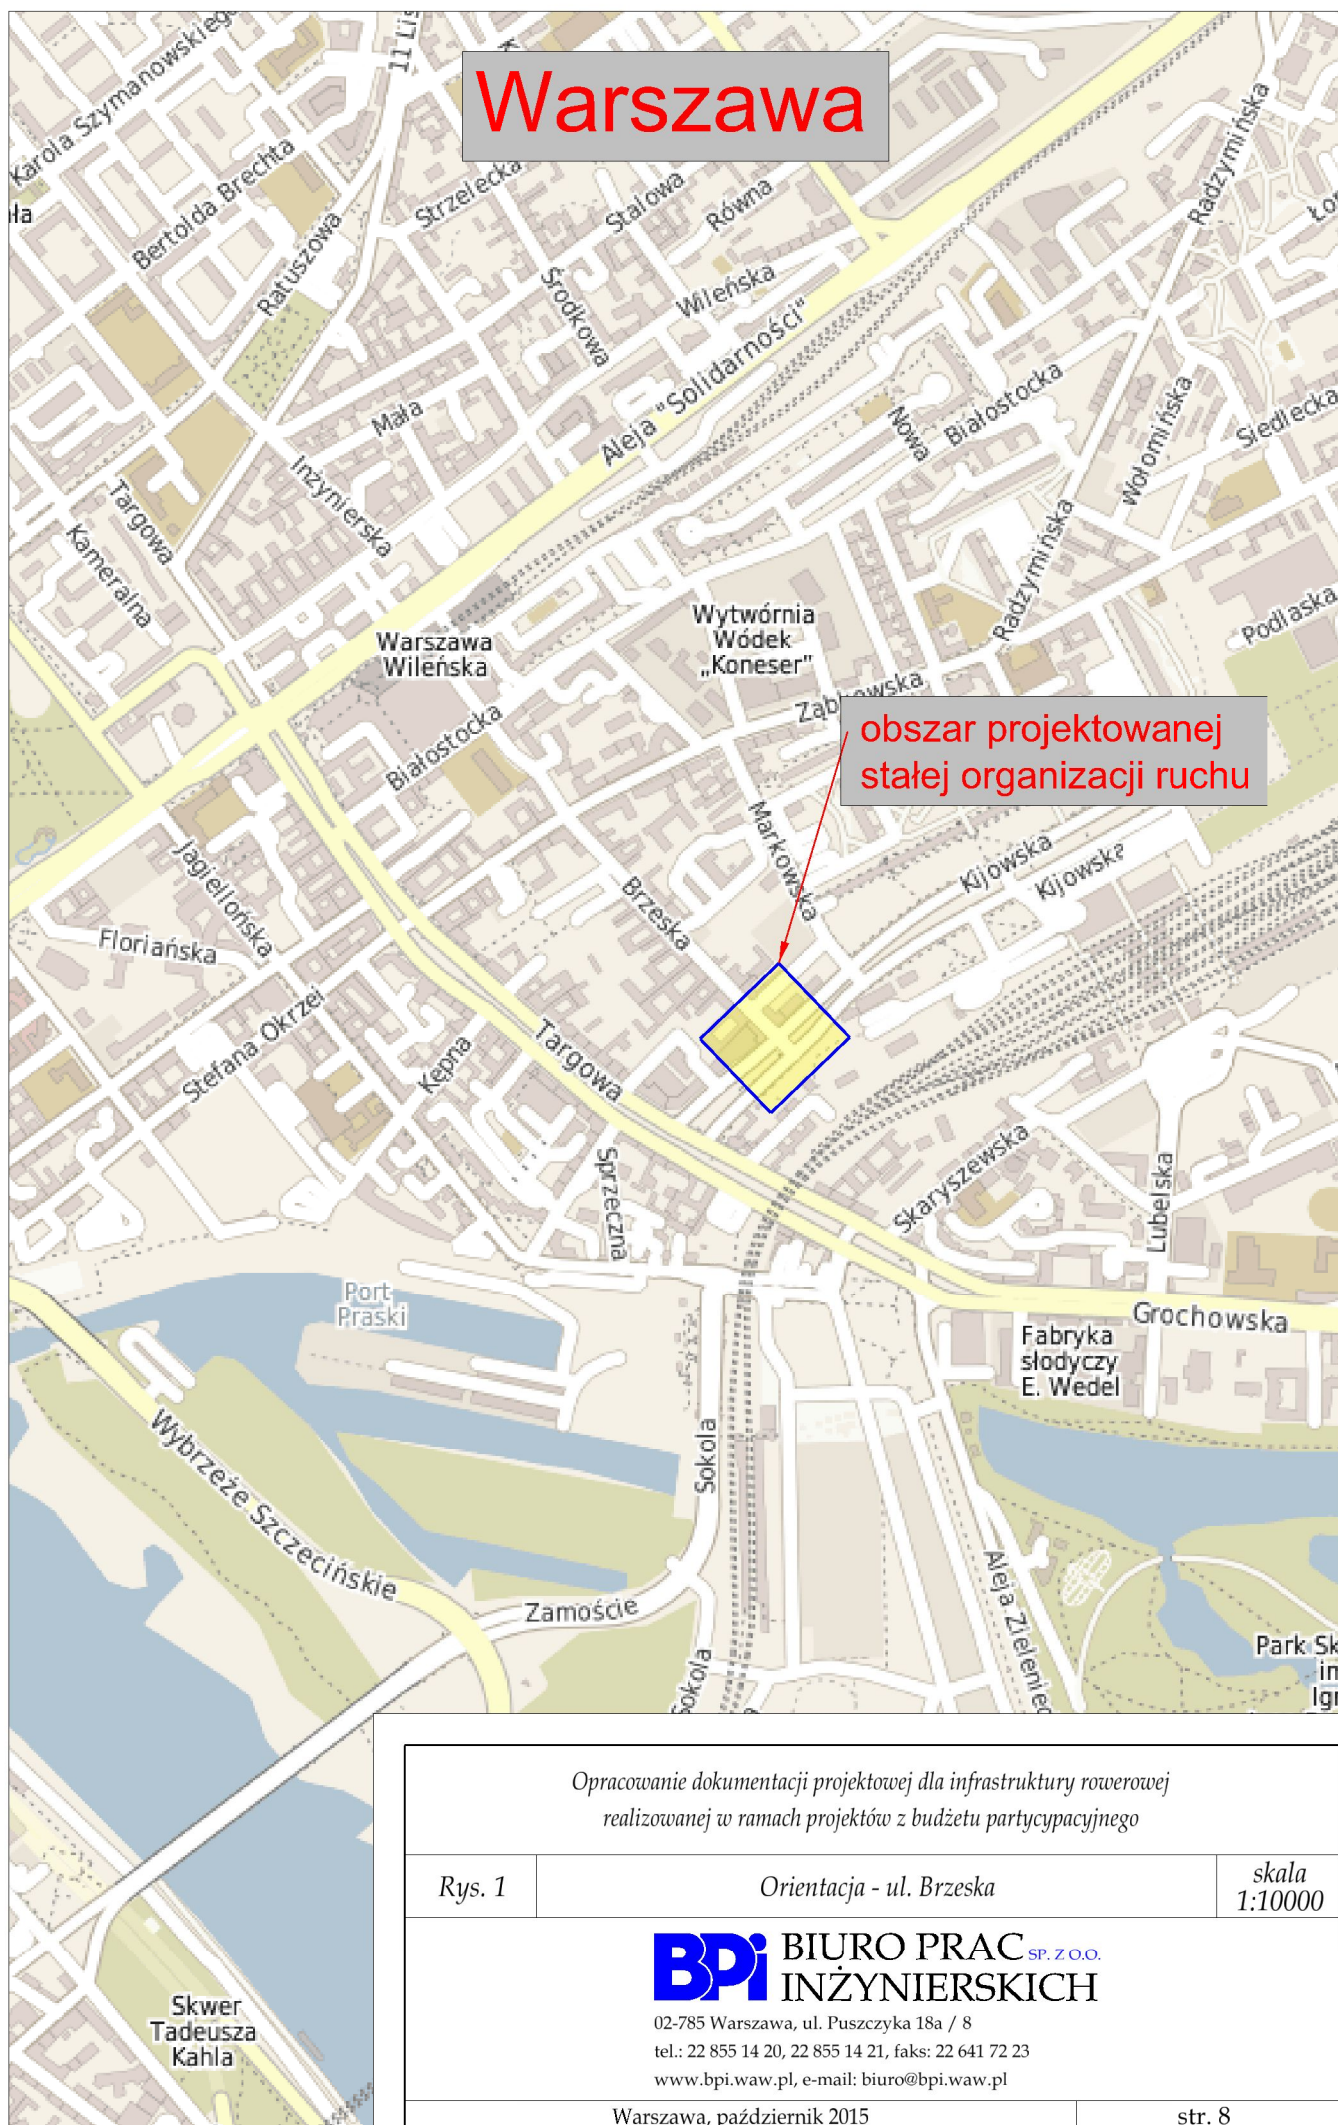 Warszawa
Karola Szymanowskiego
11 Lis
Bertolda Brechta
Ratuszowa
Strzelecka
Stalowa
Równa
Radzymińska
Środkowa
Wileńska
Aleja "Solidarności"
Mała
Inżynierska
Targowa
Kameralna
Nowa
Białostocka
Wołomińska
Siedlecka
Radzymińska
Podlaska
Warszawa
Wileńska
Wytwórnia
Wódek
„Koneser"
Ząbkowska
obszar projektowanej
stałej organizacji ruchu
Białostocka
Markowska
Kijowska
Kijowska
Jagiellońska
Floriańska
Brzeska
Stefana Okrzei
Kępna
Targowa
Sprzeczna
Skaryszewska
Lubelska
Port
Praski
Grochowska
Fabryka
słodyczy
E. Wedel
Wybrzeże Szczecińskie
Sokola
Zamoście
Aleja Zieleniec
Sokola
Park Sk
im
Ign
Skwer
Tadeusza
Kahla
Opracowanie dokumentacji projektowej dla infrastruktury rowerowej
realizowanej w ramach projektów z budżetu partycypacyjnego
Rys. 1
Orientacja - ul. Brzeska
skala
1:10000
BPi BIURO PRAC SP. Z O.O.
INŻYNIERSKICH
02-785 Warszawa, ul. Puszczyka 18a / 8
tel.: 22 855 14 20, 22 855 14 21, faks: 22 641 72 23
www.bpi.waw.pl, e-mail: biuro@bpi.waw.pl
Warszawa, październik 2015
str. 8